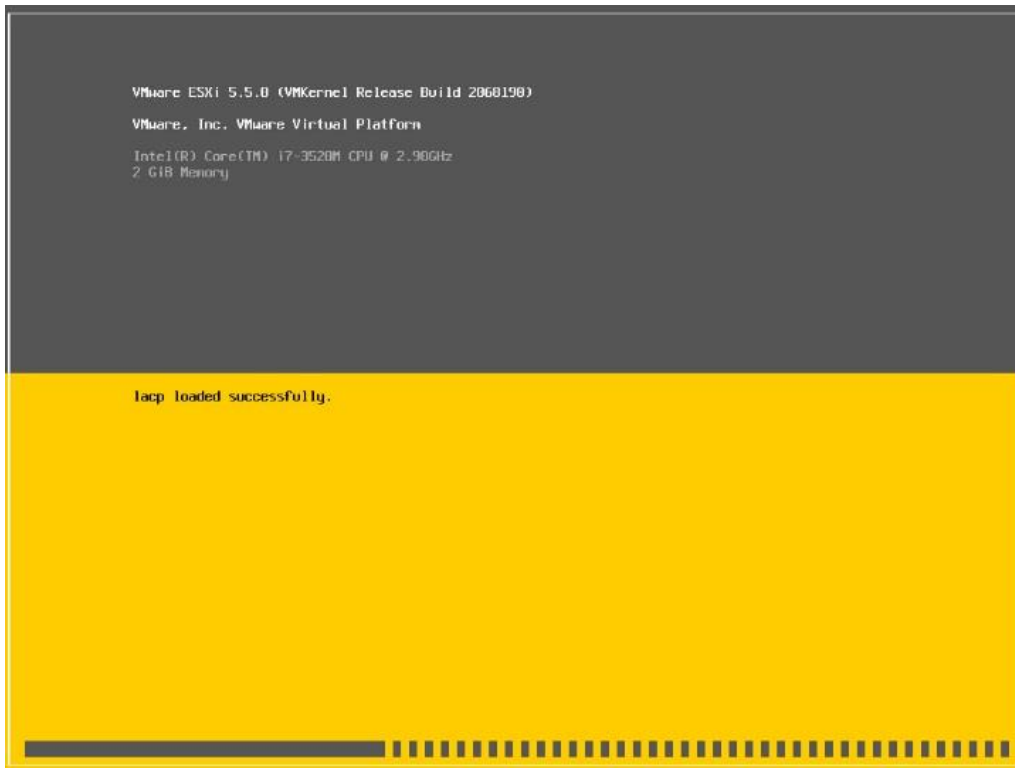 VMware ESXi 5.5.0 (VMKernel Release Build 2068190)
VMware, Inc. VMware Virtual Platform
Intel(R) Core(TM) i7-3520M CPU @ 2.90GHz
2 GiB Memory
lacp loaded successfully.